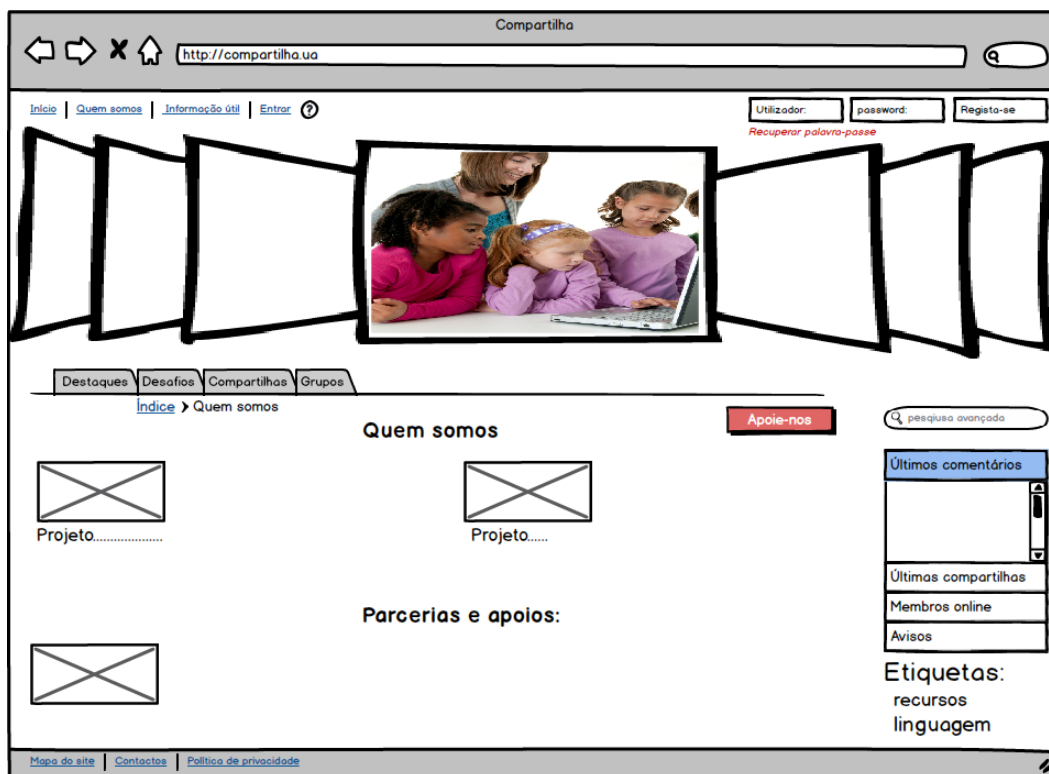 Compartilha
http://compartilha.ua
Início Quem somos Informação útil Entrar ?
Utilizador: password: Regista-se
Recuperar palavra-passe
Destaques Desafios Compartilhas Grupos
Índice Quem somos
Apoie-nos
pesqiusa avançada
Quem somos
Últimos comentários
Projeto....................
Projeto......
Últimas compartilhas
Parcerias e apoios:
Membros online
Avisos
Etiquetas:
recursos
linguagem
Mapa do site Contactos Política de privacidade